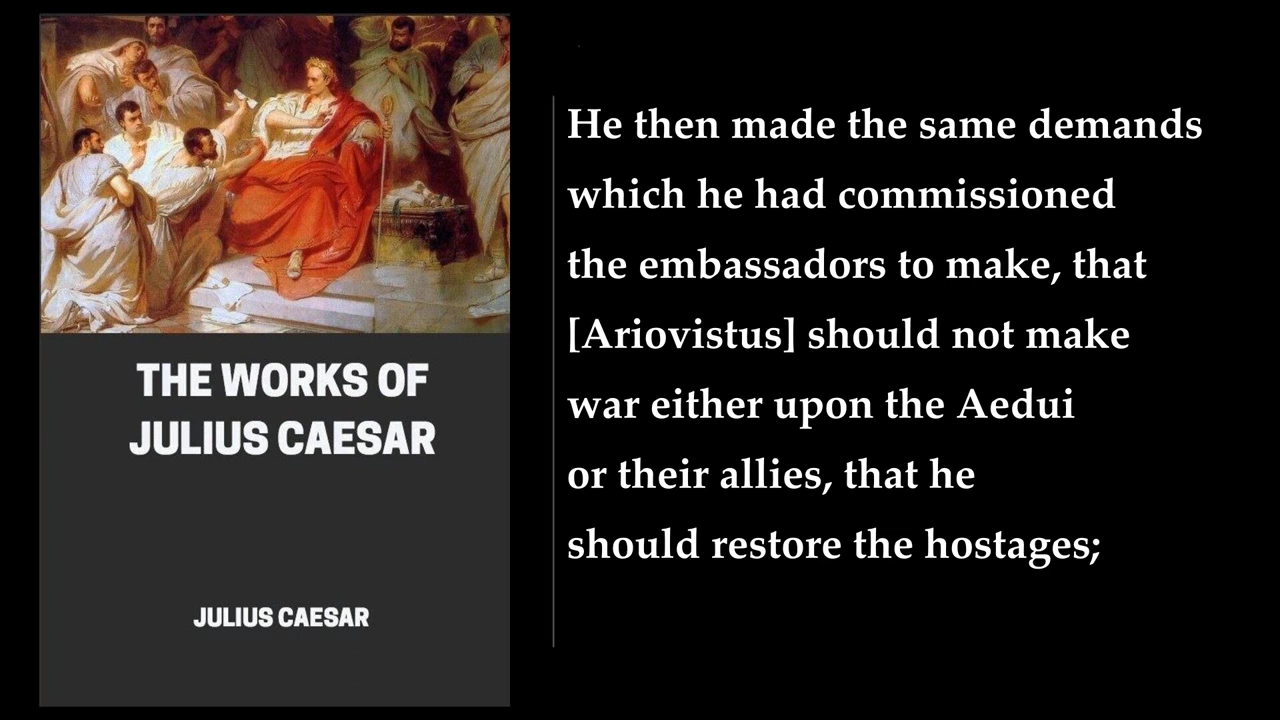 THE WORKS OF
JULIUS CAESAR
JULIUS CAESAR
He then made the same demands
which he had commissioned
the embassadors to make, that
[Ariovistus] should not make
war either upon the Aedui
or their allies, that he
should restore the hostages;